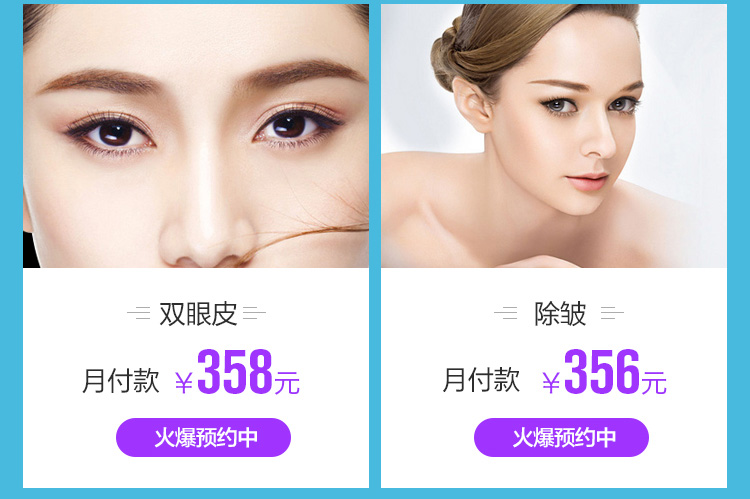 双眼皮
月付款 ￥358元
火爆预约中
除皱
月付款 ￥356元
火爆预约中